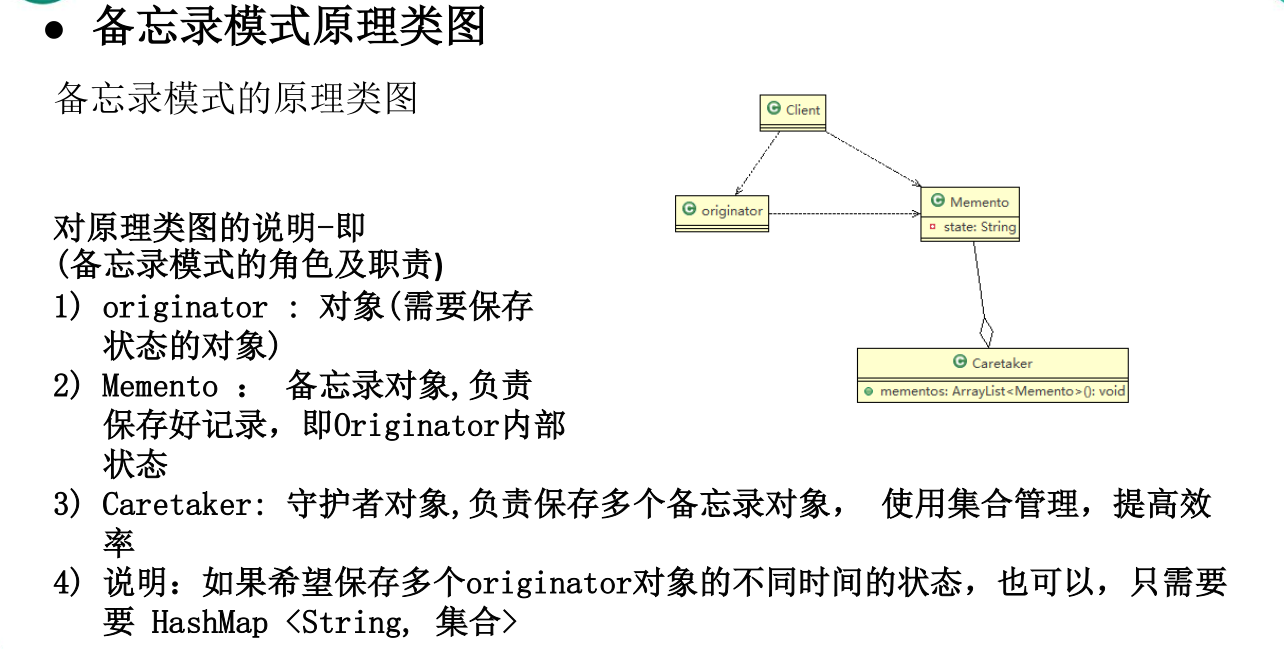 ● 备忘录模式原理类图
备忘录模式的原理类图
对原理类图的说明-即
(备忘录模式的角色及职责)
1) originator : 对象(需要保存
状态的对象)
2) Memento ： 备忘录对象,负责
保存好记录，即Originator内部
状态
3) Caretaker: 守护者对象,负责保存多个备忘录对象， 使用集合管理，提高效
率
4) 说明：如果希望保存多个originator对象的不同时间的状态，也可以，只需要
要 HashMap <String, 集合>
C Client
C originator
C Memento
state: String
C Caretaker
mementos: ArrayList<Memento>(): void